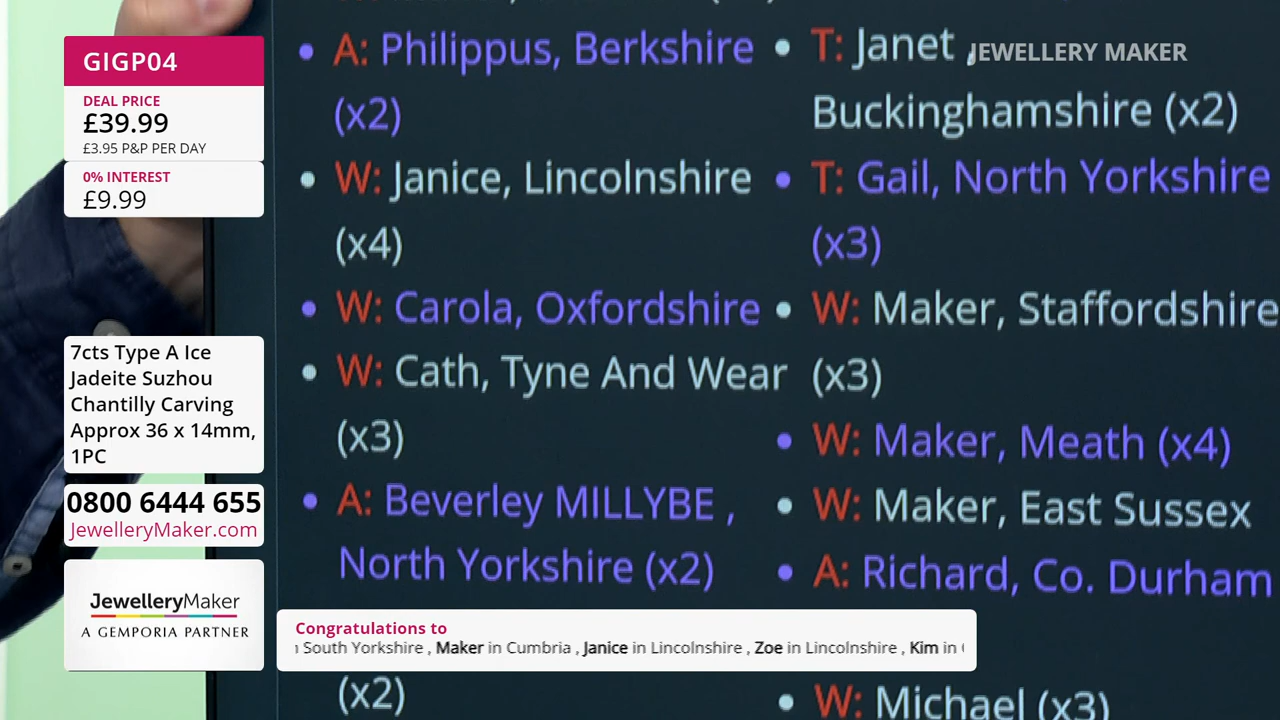 GIGP04
DEAL PRICE
£39.99
£3.95 P&P PER DAY
0% INTEREST
£9.99
7cts Type A Ice
Jadeite Suzhou
Chantilly Carving
Approx 36 x 14mm,
1PC
0800 6444 655
JewelleryMaker.com
JewelleryMaker
A GEMPORIA PARTNER
• A: Philippus, Berkshire
(x2)
• W: Janice, Lincolnshire
(x4)
• W: Carola, Oxfordshire
• W: Cath, Tyne And Wear
(x3)
• A: Beverley MILLYBE ,
North Yorkshire (x2)
(x2)
• T: Janet ,
Buckinghamshire (x2)
• T: Gail, North Yorkshire
(x3)
• W: Maker, Staffordshire
(x3)
• W: Maker, Meath (x4)
• W: Maker, East Sussex
• A: Richard, Co. Durham
• W: Michael (x3)
JEWELLERY MAKER
Congratulations to
South Yorkshire , Maker in Cumbria , Janice in Lincolnshire , Zoe in Lincolnshire , Kim in